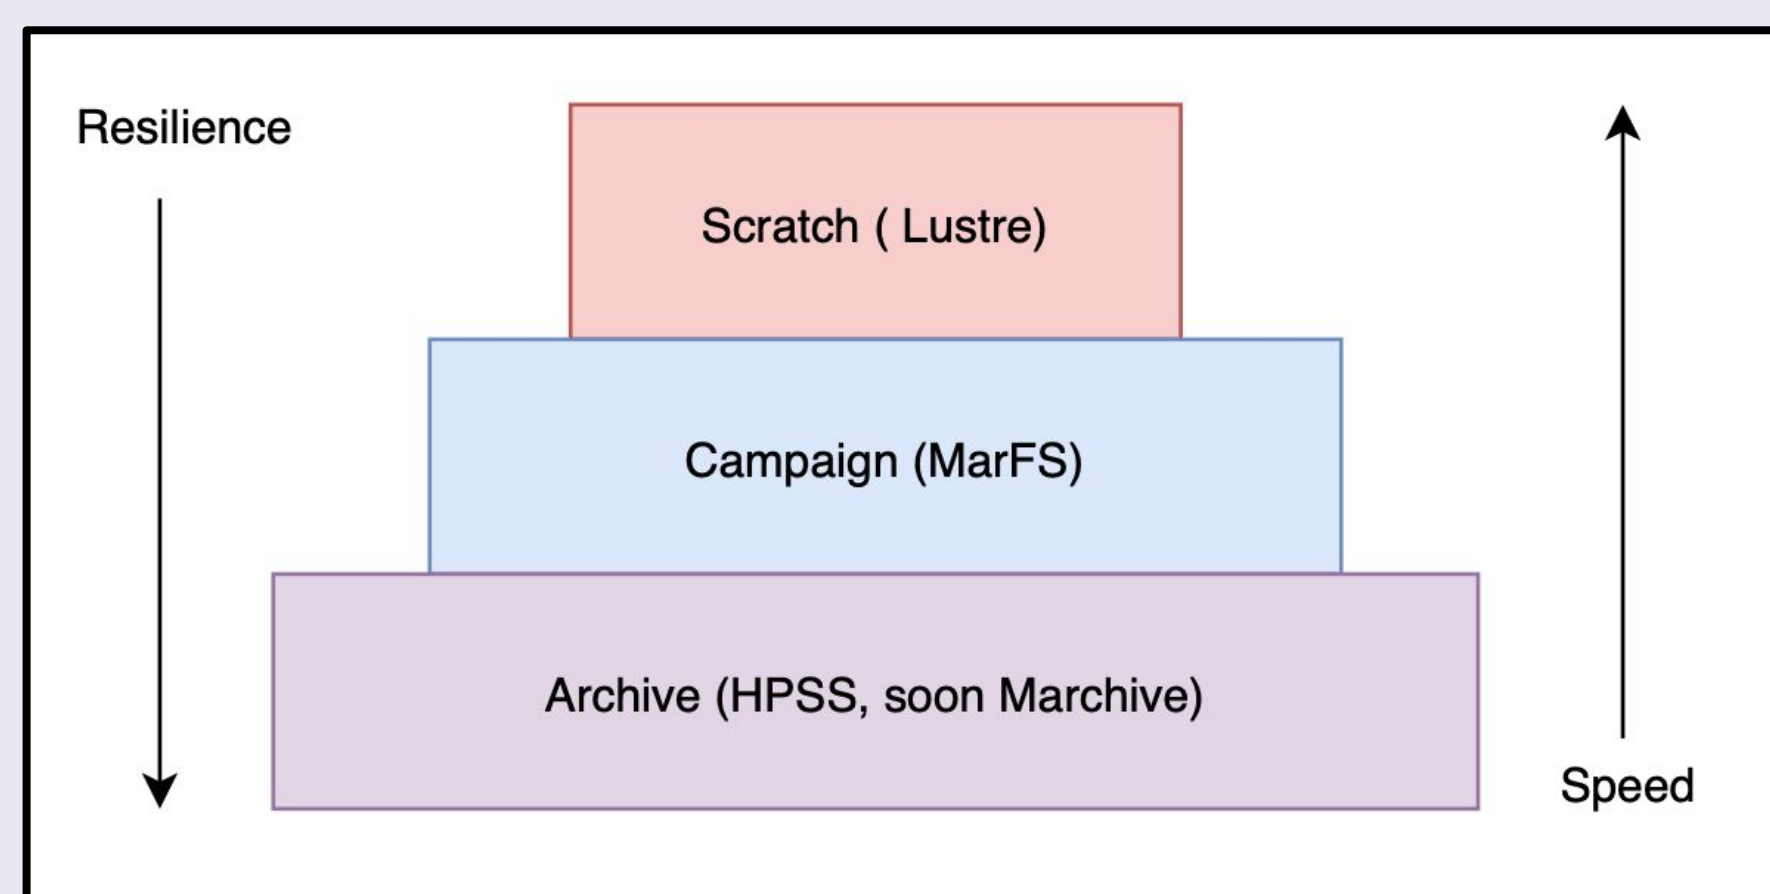 Resilience
Scratch ( Lustre)
Campaign (MarFS)
Archive (HPSS, soon Marchive)
Speed